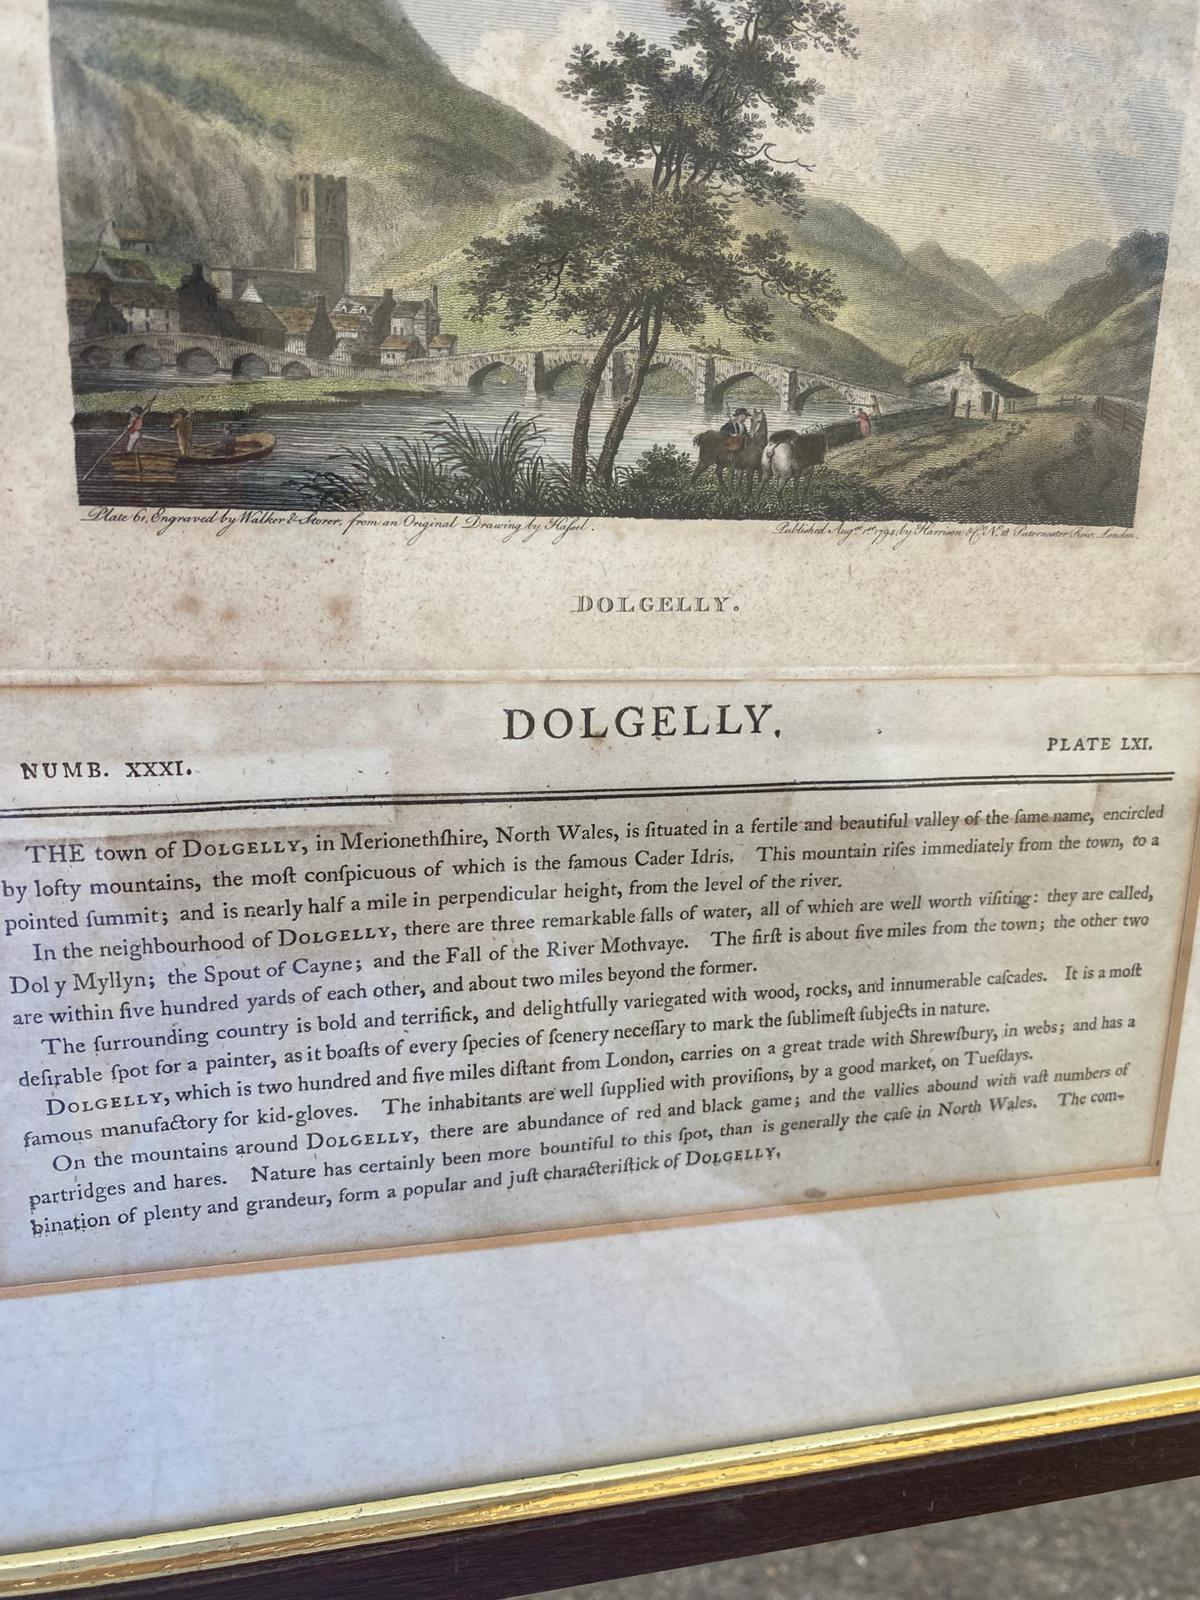 Plate 61, Engraved by Walker & Storer, from an Original Drawing by Haſsel.
Published Augst. 1st. 1794, by Harrison & Co. No. 18 Paternoster Row, London.
DOLGELLY.
DOLGELLY.
NUMB. XXXI.
PLATE LXI.
THE town of DOLGELLY, in Merionethſhire, North Wales, is ſituated in a fertile and beautiful valley of the ſame name, encircled
by lofty mountains, the moſt conſpicuous of which is the famous Cader Idris. This mountain riſes immediately from the town, to a
pointed ſummit; and is nearly half a mile in perpendicular height, from the level of the river.
In the neighbourhood of DOLGELLY, there are three remarkable falls of water, all of which are well worth viſiting: they are called,
Dol y Myllyn; the Spout of Cayne; and the Fall of the River Mothvaye. The firſt is about five miles from the town; the other two
are within five hundred yards of each other, and about two miles beyond the former.
The ſurrounding country is bold and terrifick, and delightfully variegated with wood, rocks, and innumerable caſcades. It is a moſt
deſirable ſpot for a painter, as it boaſts of every ſpecies of ſcenery neceſſary to mark the ſublimeſt ſubjects in nature.
DOLGELLY, which is two hundred and five miles diſtant from London, carries on a great trade with Shrewſbury, in webs; and has a
famous manufactory for kid-gloves. The inhabitants are well ſupplied with proviſions, by a good market, on Tueſdays.
On the mountains around DOLGELLY, there are abundance of red and black game; and the vallies abound with vaſt numbers of
partridges and hares. Nature has certainly been more bountiful to this ſpot, than is generally the caſe in North Wales. The com-
bination of plenty and grandeur, form a popular and juſt characteriſtick of DOLGELLY.